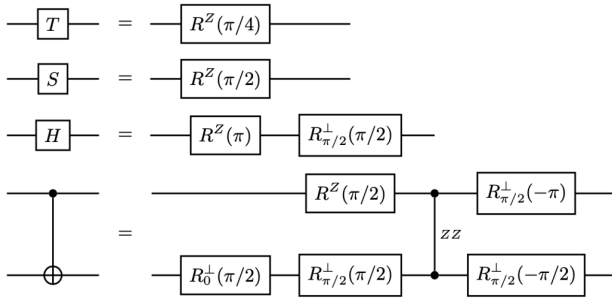 T = R^Z(π/4)
S = R^Z(π/2)
H = R^Z(π) R^⊥_{π/2}(π/2)
R^Z(π/2) R^⊥_{π/2}(−π)
= ZZ
R^⊥_0(π/2) R^⊥_{π/2}(π/2) R^⊥_{π/2}(−π/2)